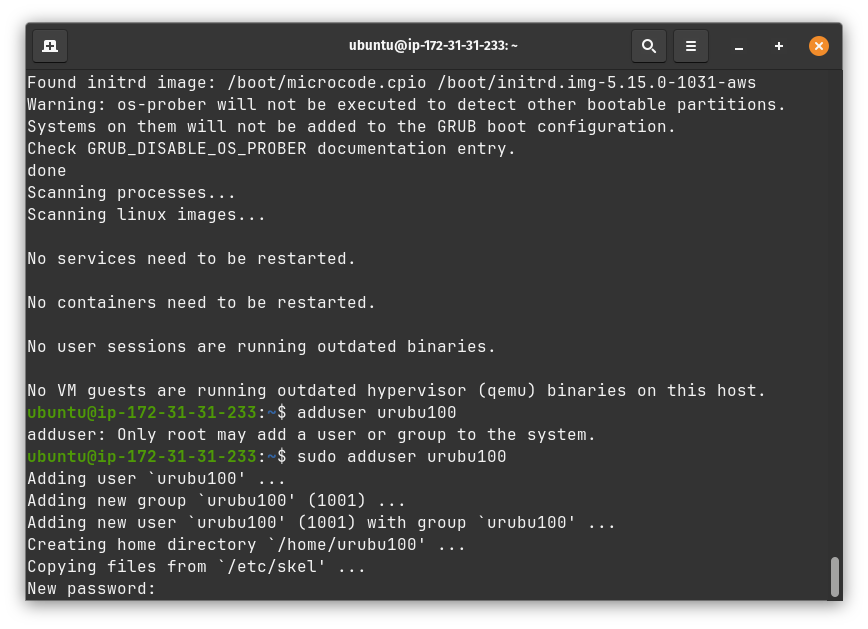 ubuntu@ip-172-31-31-233: ~
Found initrd image: /boot/microcode.cpio /boot/initrd.img-5.15.0-1031-aws
Warning: os-prober will not be executed to detect other bootable partitions.
Systems on them will not be added to the GRUB boot configuration.
Check GRUB_DISABLE_OS_PROBER documentation entry.
done
Scanning processes...
Scanning linux images...

No services need to be restarted.

No containers need to be restarted.

No user sessions are running outdated binaries.

No VM guests are running outdated hypervisor (qemu) binaries on this host.
ubuntu@ip-172-31-31-233:~$ adduser urubu100
adduser: Only root may add a user or group to the system.
ubuntu@ip-172-31-31-233:~$ sudo adduser urubu100
Adding user `urubu100' ...
Adding new group `urubu100' (1001) ...
Adding new user `urubu100' (1001) with group `urubu100' ...
Creating home directory `/home/urubu100' ...
Copying files from `/etc/skel' ...
New password: